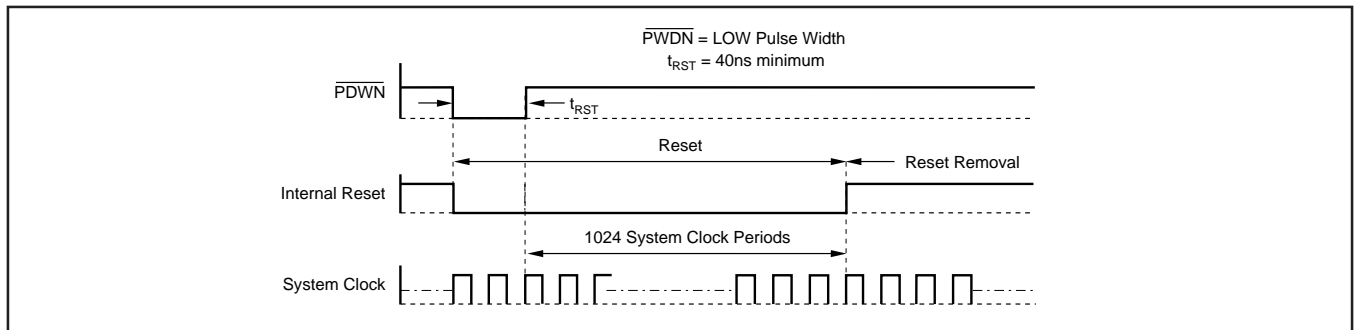 PWDN = LOW Pulse Width
tRST = 40ns minimum
PDWN
tRST
Reset
Reset Removal
Internal Reset
1024 System Clock Periods
System Clock